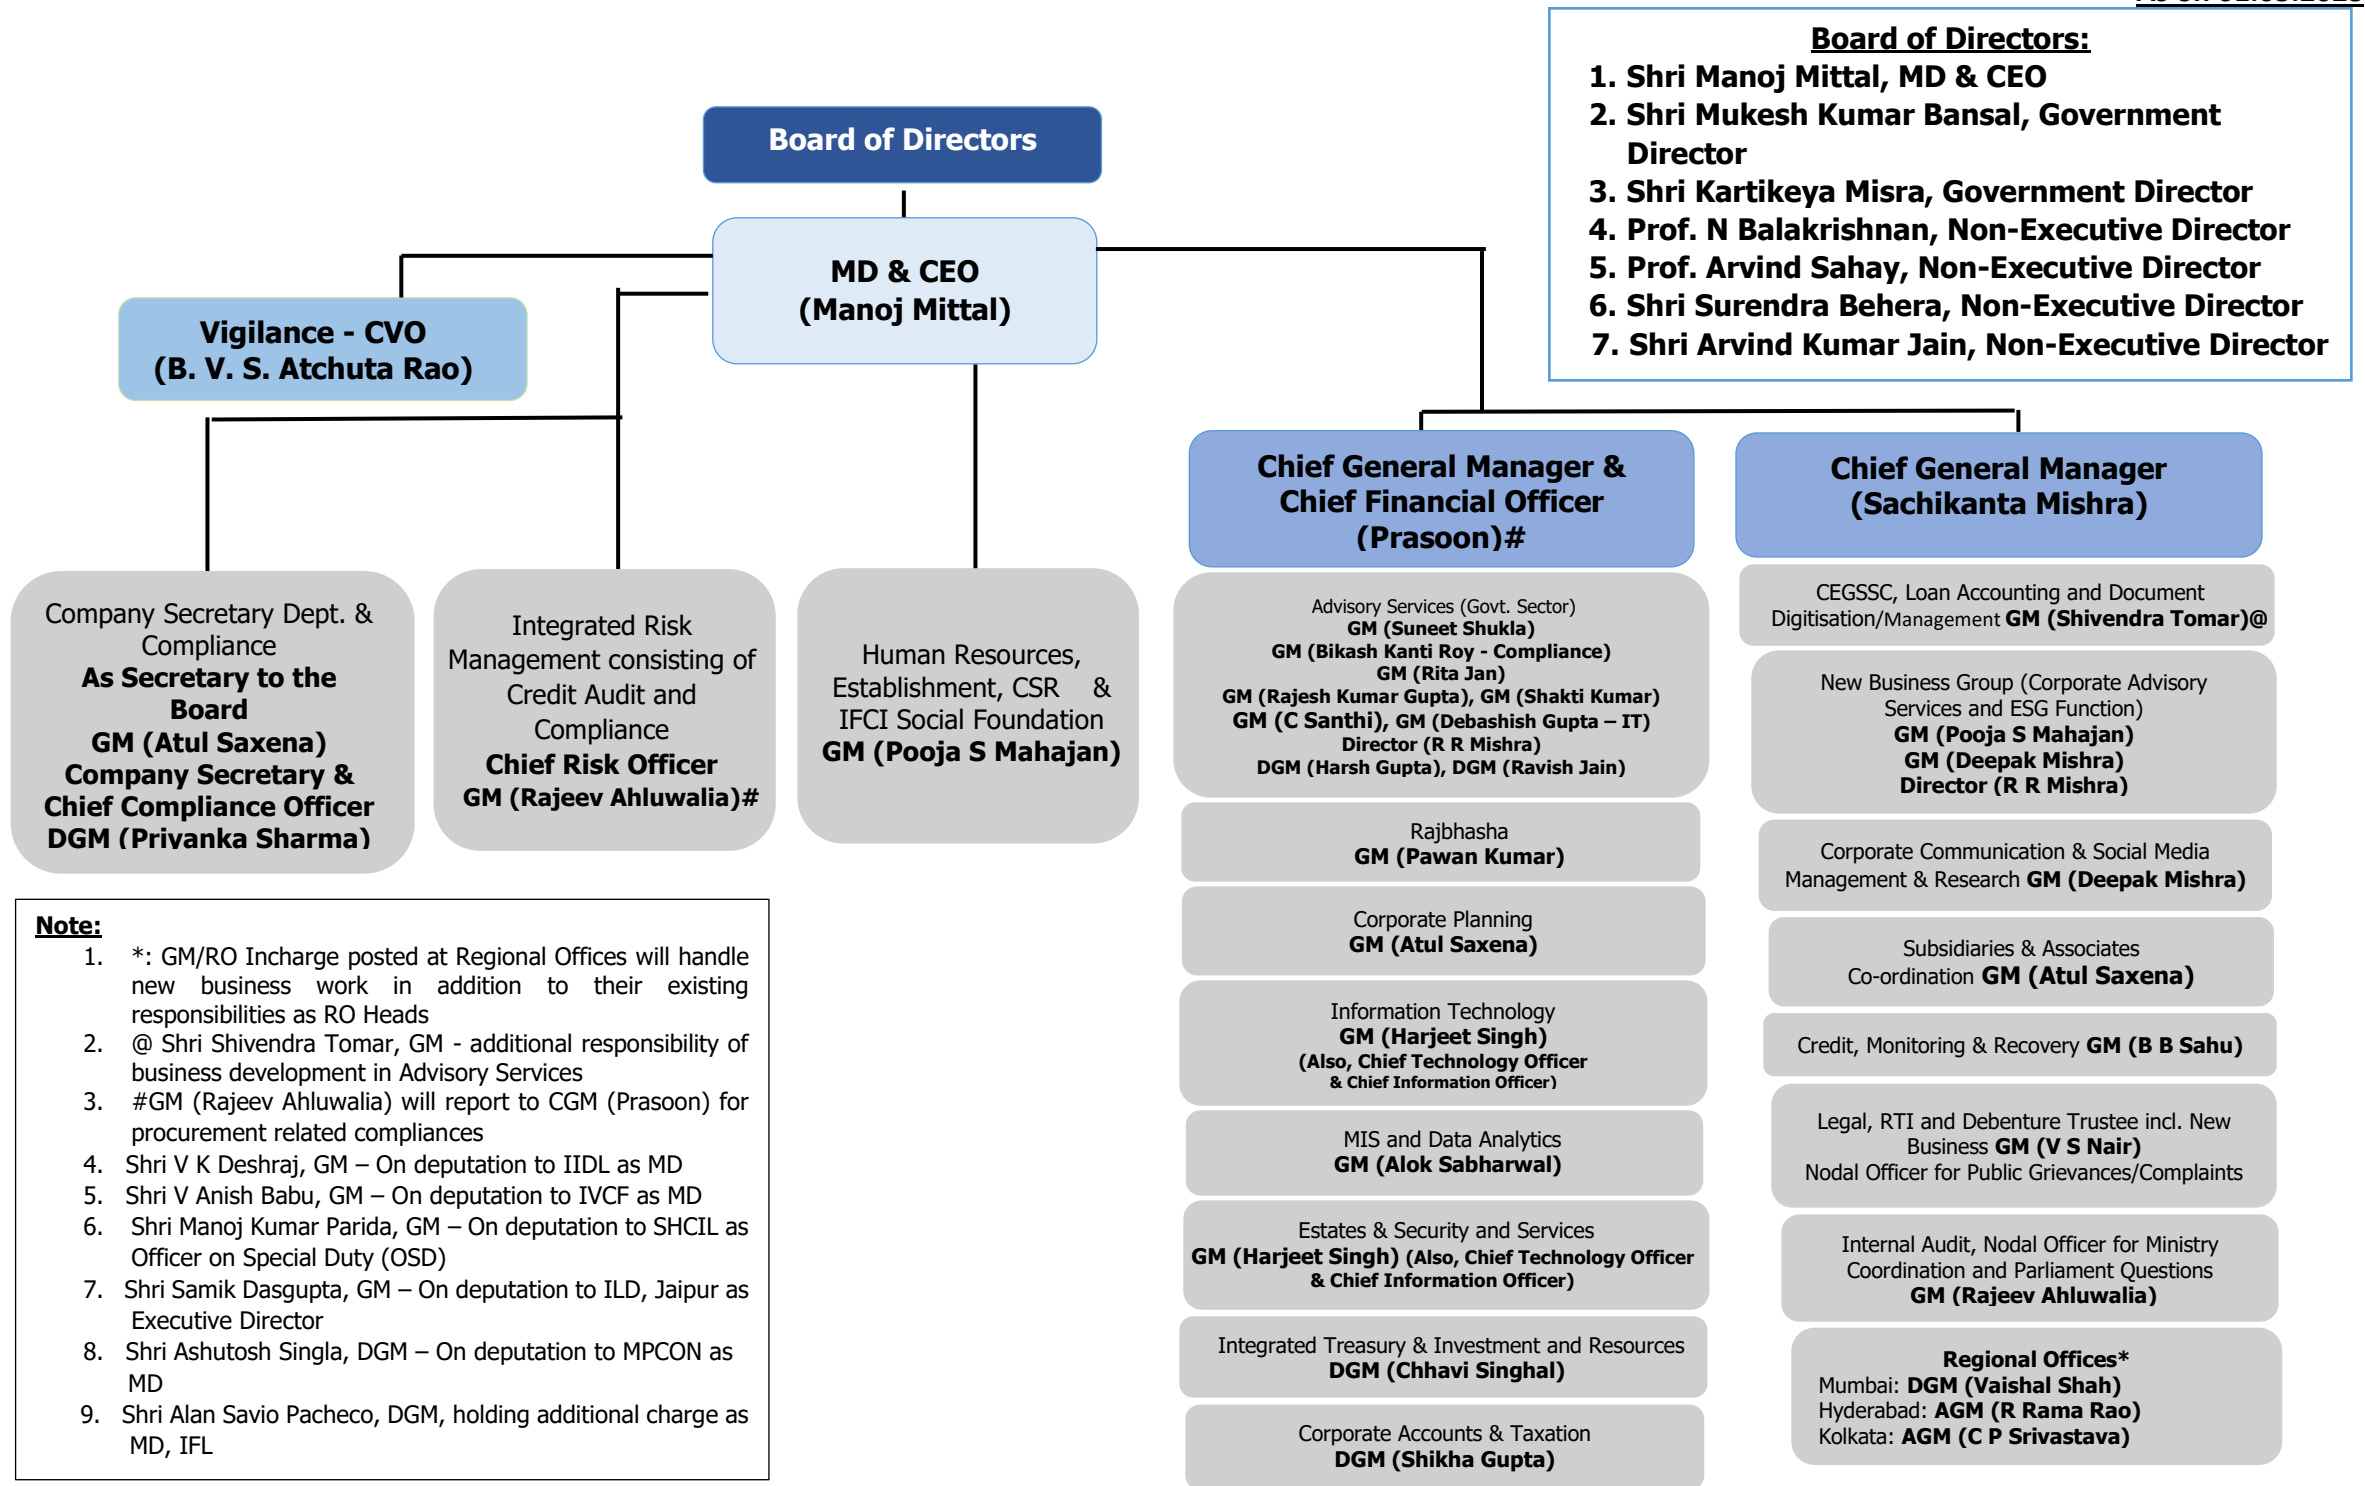 Board of Directors:
1. Shri Manoj Mittal, MD & CEO
2. Shri Mukesh Kumar Bansal, Government
Director
3. Shri Kartikeya Misra, Government Director
4. Prof. N Balakrishnan, Non-Executive Director
5. Prof. Arvind Sahay, Non-Executive Director
6. Shri Surendra Behera, Non-Executive Director
7. Shri Arvind Kumar Jain, Non-Executive Director
Board of Directors
MD & CEO
(Manoj Mittal)
Vigilance - CVO
(B. V. S. Atchuta Rao)
Company Secretary Dept. &
Compliance
As Secretary to the
Board
GM (Atul Saxena)
Company Secretary &
Chief Compliance Officer
DGM (Priyanka Sharma)
Integrated Risk
Management consisting of
Credit Audit and
Compliance
Chief Risk Officer
GM (Rajeev Ahluwalia)#
Human Resources,
Establishment, CSR &
IFCI Social Foundation
GM (Pooja S Mahajan)
Chief General Manager &
Chief Financial Officer
(Prasoon)#
Advisory Services (Govt. Sector)
GM (Suneet Shukla)
GM (Bikash Kanti Roy - Compliance)
GM (Rita Jan)
GM (Rajesh Kumar Gupta), GM (Shakti Kumar)
GM (C Santhi), GM (Debashish Gupta – IT)
Director (R R Mishra)
DGM (Harsh Gupta), DGM (Ravish Jain)
Rajbhasha
GM (Pawan Kumar)
Corporate Planning
GM (Atul Saxena)
Information Technology
GM (Harjeet Singh)
(Also, Chief Technology Officer
& Chief Information Officer)
MIS and Data Analytics
GM (Alok Sabharwal)
Estates & Security and Services
GM (Harjeet Singh) (Also, Chief Technology Officer
& Chief Information Officer)
Integrated Treasury & Investment and Resources
DGM (Chhavi Singhal)
Corporate Accounts & Taxation
DGM (Shikha Gupta)
Chief General Manager
(Sachikanta Mishra)
CEGSSC, Loan Accounting and Document
Digitisation/Management GM (Shivendra Tomar)@
New Business Group (Corporate Advisory
Services and ESG Function)
GM (Pooja S Mahajan)
GM (Deepak Mishra)
Director (R R Mishra)
Corporate Communication & Social Media
Management & Research GM (Deepak Mishra)
Subsidiaries & Associates
Co-ordination GM (Atul Saxena)
Credit, Monitoring & Recovery GM (B B Sahu)
Legal, RTI and Debenture Trustee incl. New
Business GM (V S Nair)
Nodal Officer for Public Grievances/Complaints
Internal Audit, Nodal Officer for Ministry
Coordination and Parliament Questions
GM (Rajeev Ahluwalia)
Regional Offices*
Mumbai: DGM (Vaishal Shah)
Hyderabad: AGM (R Rama Rao)
Kolkata: AGM (C P Srivastava)
Note:
1. *: GM/RO Incharge posted at Regional Offices will handle
new business work in addition to their existing
responsibilities as RO Heads
2. @ Shri Shivendra Tomar, GM - additional responsibility of
business development in Advisory Services
3. #GM (Rajeev Ahluwalia) will report to CGM (Prasoon) for
procurement related compliances
4. Shri V K Deshraj, GM – On deputation to IIDL as MD
5. Shri V Anish Babu, GM – On deputation to IVCF as MD
6. Shri Manoj Kumar Parida, GM – On deputation to SHCIL as
Officer on Special Duty (OSD)
7. Shri Samik Dasgupta, GM – On deputation to ILD, Jaipur as
Executive Director
8. Shri Ashutosh Singla, DGM – On deputation to MPCON as
MD
9. Shri Alan Savio Pacheco, DGM, holding additional charge as
MD, IFL